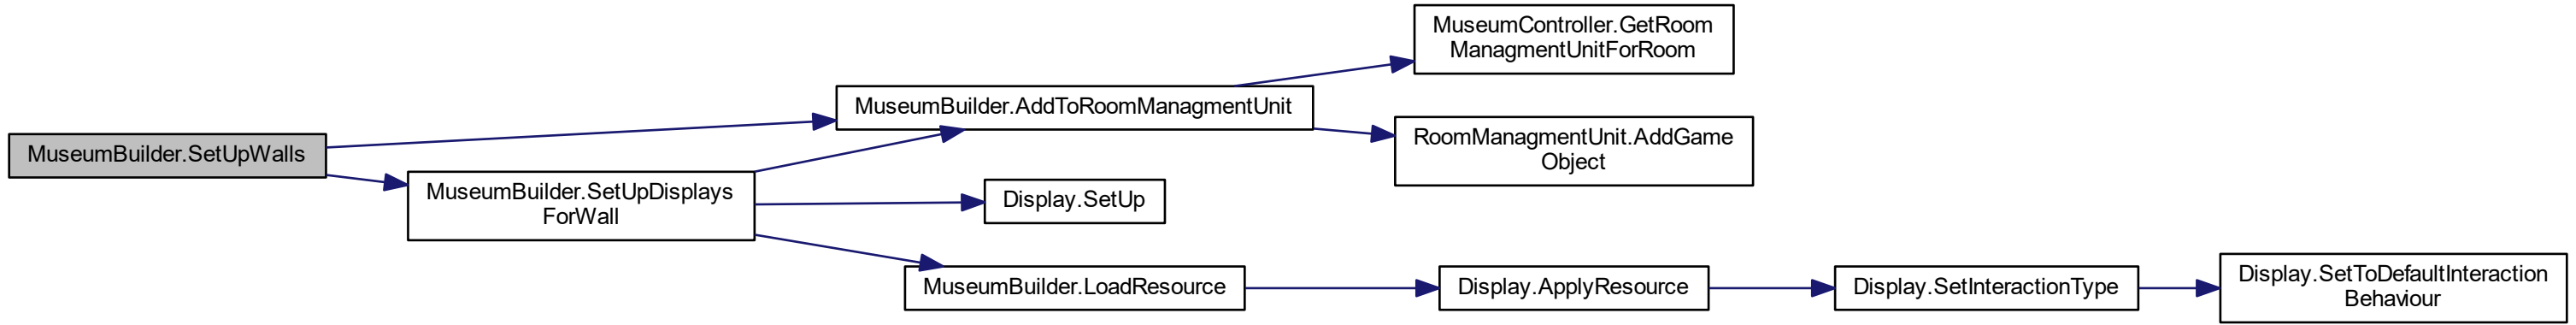 MuseumController.GetRoom
ManagmentUnitForRoom
MuseumBuilder.AddToRoomManagmentUnit
RoomManagmentUnit.AddGame
Object
MuseumBuilder.SetUpWalls
MuseumBuilder.SetUpDisplays
ForWall
Display.SetUp
MuseumBuilder.LoadResource
Display.ApplyResource
Display.SetInteractionType
Display.SetToDefaultInteraction
Behaviour